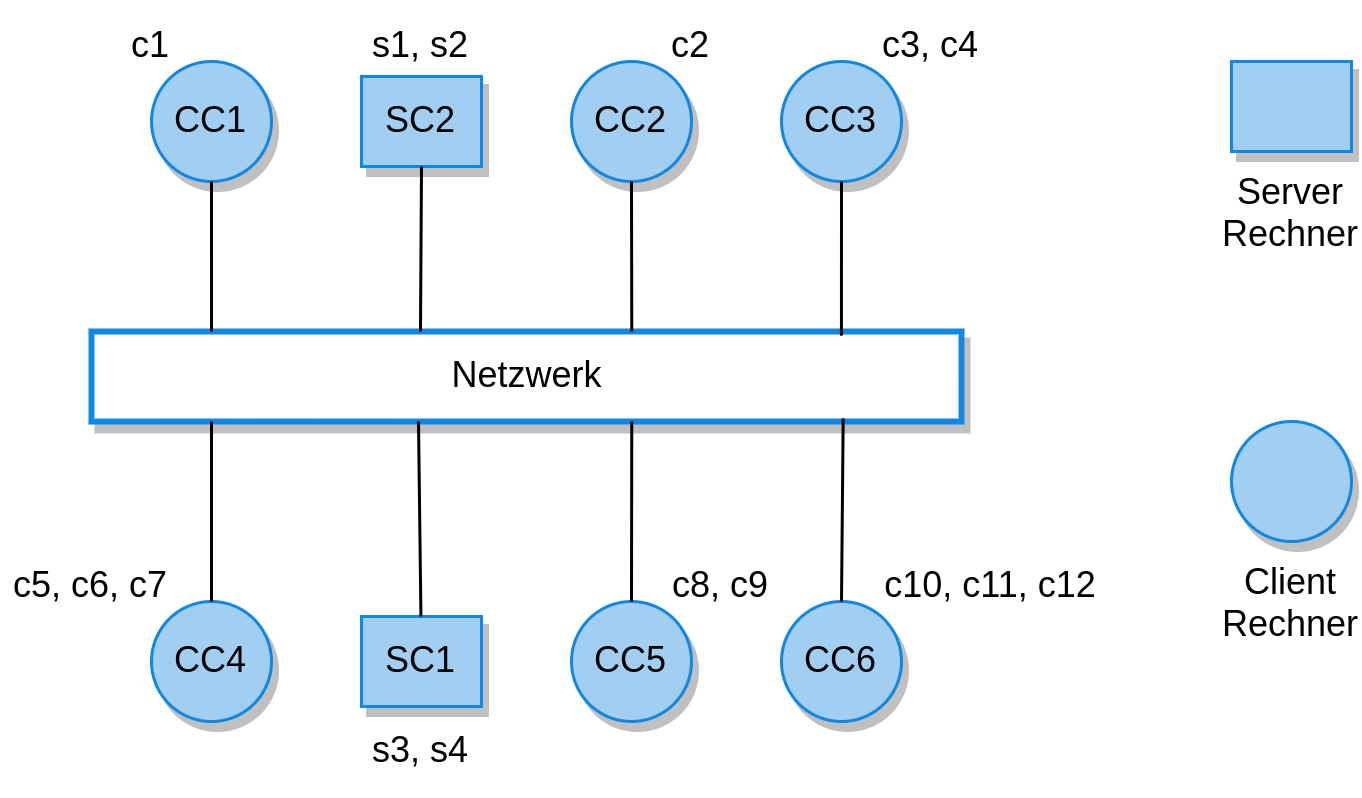 c1
s1, s2
c2
c3, c4
CC1
SC2
CC2
CC3
Server
Rechner
Netzwerk
c5, c6, c7
c8, c9
c10, c11, c12
Client
Rechner
CC4
SC1
CC5
CC6
s3, s4